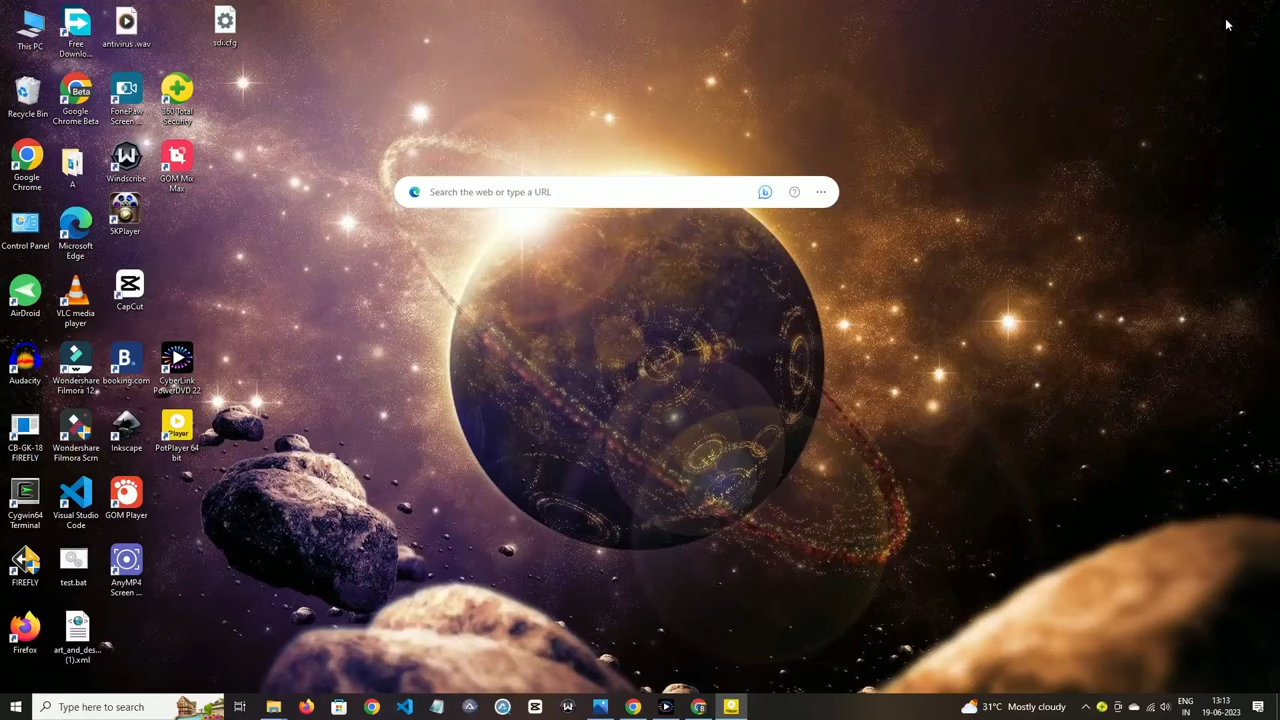 This PC
Free
Downlo...
antivirus .wav
sdi.cfg
Recycle Bin
Beta
Google
Chrome Beta
FonePaw
Screen ...
360 Total
Security
Google
Chrome
A
Windscribe
GOM Mix
Max
Control Panel
Microsoft
Edge
5KPlayer
AirDroid
VLC media
player
CapCut
Audacity
Wondershare
Filmora 12
B.
booking.com
CyberLink
PowerDVD 22
CB-GK-18
FIREFLY
Wondershare
Filmora Scrn
Inkscape
Player
PotPlayer 64
bit
Cygwin64
Terminal
Visual Studio
Code
GOM Player
FIREFLY
test.bat
AnyMP4
Screen ...
Firefox
art_and_des...
(1).xml
Search the web or type a URL
Type here to search
31°C Mostly cloudy
ENG
IN
13:13
19-06-2023